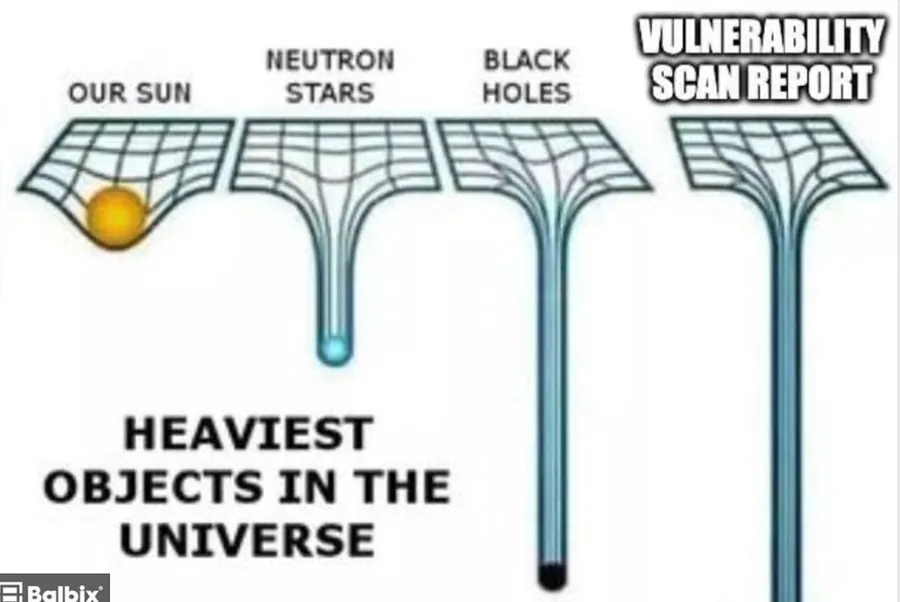 OUR SUN
NEUTRON
STARS
BLACK
HOLES
VULNERABILITY
SCAN REPORT
HEAVIEST
OBJECTS IN THE
UNIVERSE
Balbix